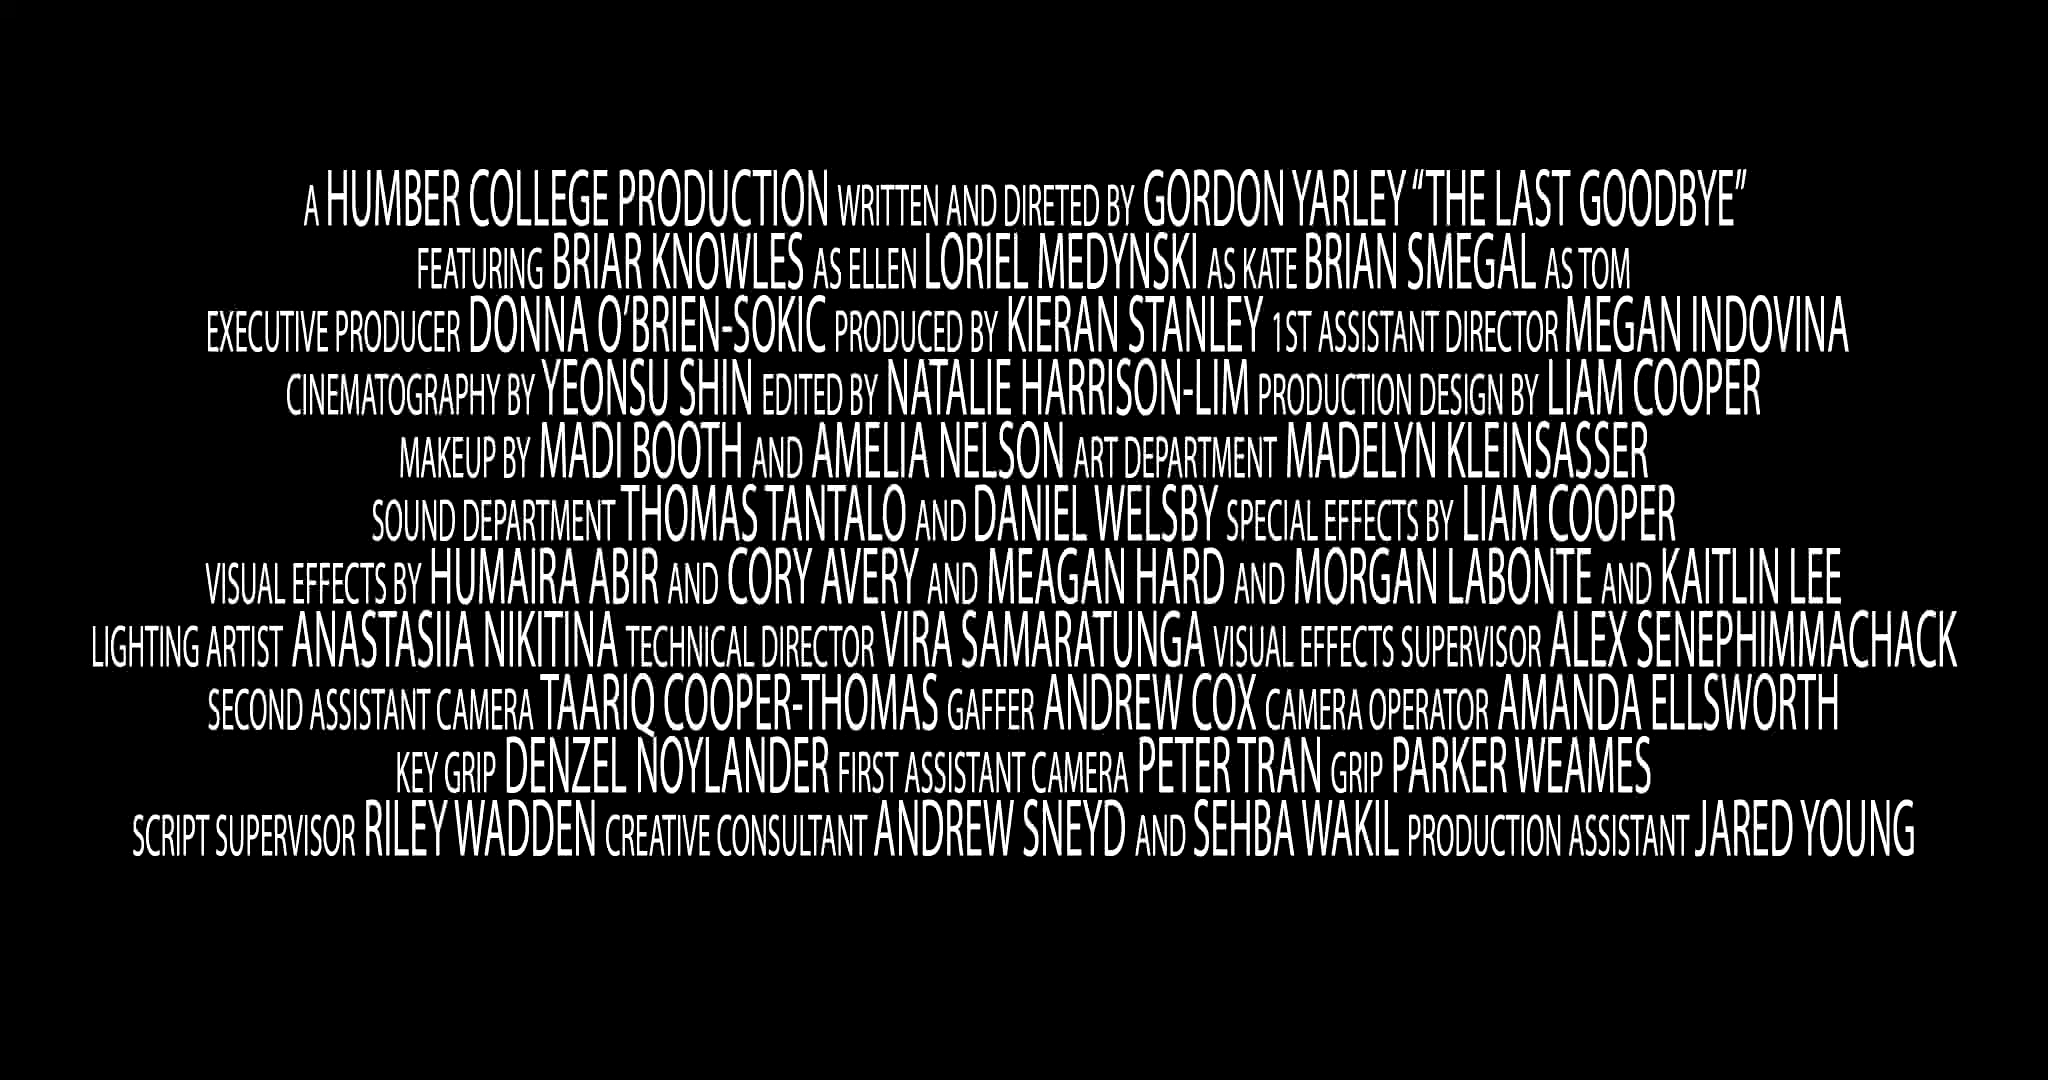 A HUMBER COLLEGE PRODUCTION WRITTEN AND DIRETED BY GORDON YARLEY “THE LAST GOODBYE”
FEATURING BRIAR KNOWLES AS ELLEN LORIEL MEDYNSKI AS KATE BRIAN SMEGAL AS TOM
EXECUTIVE PRODUCER DONNA O’BRIEN-SOKIC PRODUCED BY KIERAN STANLEY 1ST ASSISTANT DIRECTOR MEGAN INDOVINA
CINEMATOGRAPHY BY YEONSU SHIN EDITED BY NATALIE HARRISON-LIM PRODUCTION DESIGN BY LIAM COOPER
MAKEUP BY MADI BOOTH AND AMELIA NELSON ART DEPARTMENT MADELYN KLEINSASSER
SOUND DEPARTMENT THOMAS TANTALO AND DANIEL WELSBY SPECIAL EFFECTS BY LIAM COOPER
VISUAL EFFECTS BY HUMAIRA ABIR AND CORY AVERY AND MEAGAN HARD AND MORGAN LABONTE AND KAITLIN LEE
LIGHTING ARTIST ANASTASIIA NIKITINA TECHNICAL DIRECTOR VIRA SAMARATUNGA VISUAL EFFECTS SUPERVISOR ALEX SENEPHIMMACHACK
SECOND ASSISTANT CAMERA TAARIQ COOPER-THOMAS GAFFER ANDREW COX CAMERA OPERATOR AMANDA ELLSWORTH
KEY GRIP DENZEL NOYLANDER FIRST ASSISTANT CAMERA PETER TRAN GRIP PARKER WEAMES
SCRIPT SUPERVISOR RILEY WADDEN CREATIVE CONSULTANT ANDREW SNEYD AND SEHBA WAKIL PRODUCTION ASSISTANT JARED YOUNG